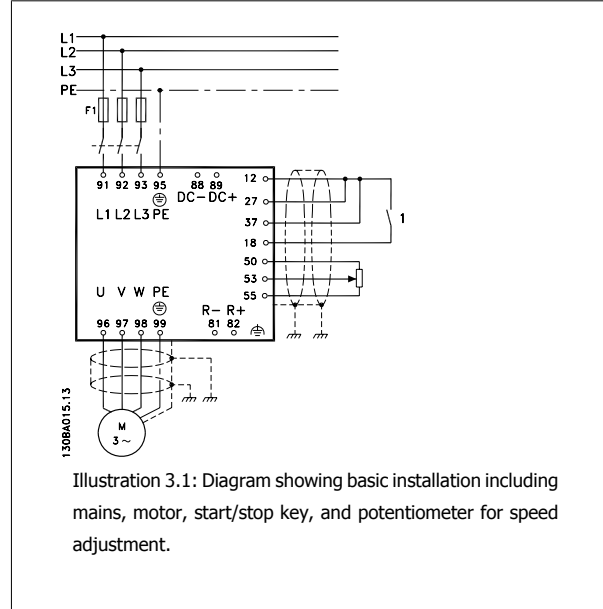 L1
L2
L3
PE
F1
91 92 93 95 88 89 12
DC- DC+
L1 L2 L3 PE
27
37
18
1
50
53
55
U V W PE
R- R+
96 97 98 99 81 82
M
3~
130BA015.13
Illustration 3.1: Diagram showing basic installation including
mains, motor, start/stop key, and potentiometer for speed
adjustment.